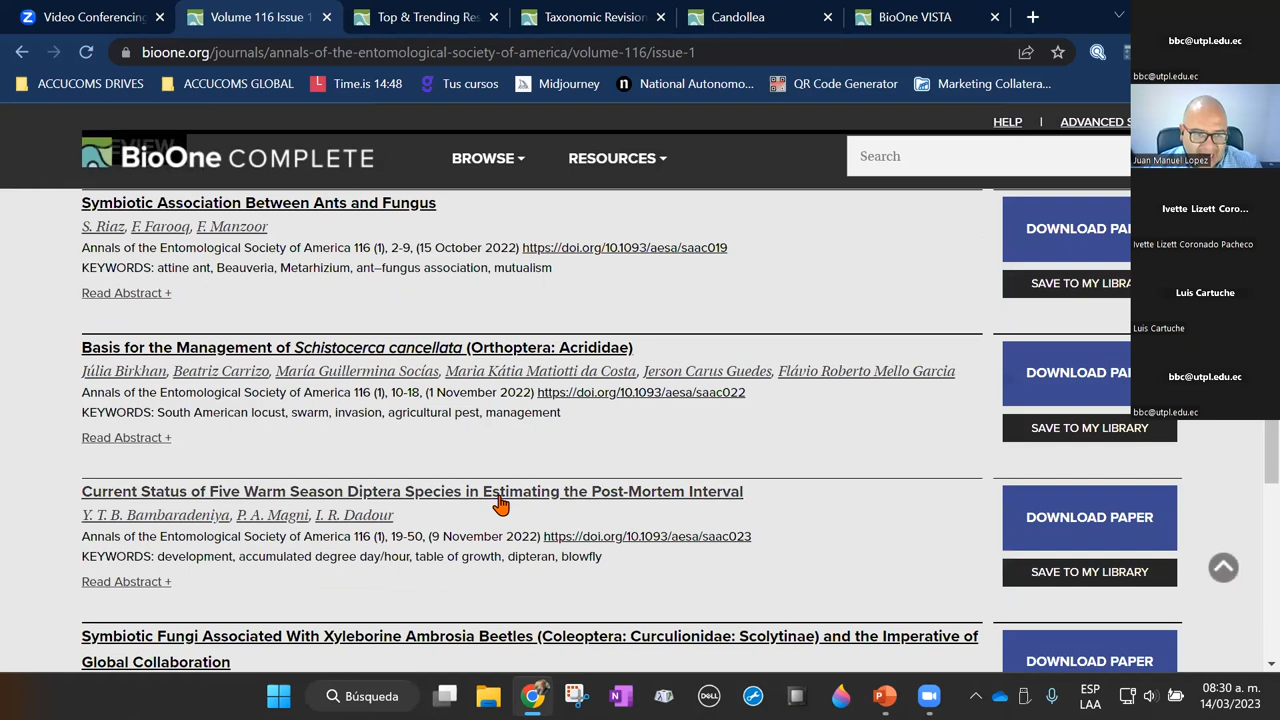 Video Conferencing
Volume 116 Issue 1
Top & Trending Res
Taxonomic Revision
Candollea
BioOne VISTA
bioone.org/journals/annals-of-the-entomological-society-of-america/volume-116/issue-1
ACCUCOMS DRIVES
ACCUCOMS GLOBAL
Time.is 14:48
Tus cursos
Midjourney
National Autonomo...
QR Code Generator
Marketing Collatera...
HELP | ADVANCED S
REVIEW
BioOne COMPLETE
BROWSE
RESOURCES
Search
Symbiotic Association Between Ants and Fungus
S. Riaz, F. Farooq, F. Manzoor
Annals of the Entomological Society of America 116 (1), 2-9, (15 October 2022) https://doi.org/10.1093/aesa/saac019
KEYWORDS: attine ant, Beauveria, Metarhizium, ant–fungus association, mutualism
Read Abstract +
DOWNLOAD PAP
SAVE TO MY LIBRA
Basis for the Management of Schistocerca cancellata (Orthoptera: Acrididae)
Júlia Birkhan, Beatriz Carrizo, María Guillermina Socías, Maria Kátia Matiotti da Costa, Jerson Carus Guedes, Flávio Roberto Mello Garcia
Annals of the Entomological Society of America 116 (1), 10-18, (1 November 2022) https://doi.org/10.1093/aesa/saac022
KEYWORDS: South American locust, swarm, invasion, agricultural pest, management
Read Abstract +
DOWNLOAD PAP
SAVE TO MY LIBRARY
Current Status of Five Warm Season Diptera Species in Estimating the Post-Mortem Interval
Y. T. B. Bambaradeniya, P. A. Magni, I. R. Dadour
Annals of the Entomological Society of America 116 (1), 19-50, (9 November 2022) https://doi.org/10.1093/aesa/saac023
KEYWORDS: development, accumulated degree day/hour, table of growth, dipteran, blowfly
Read Abstract +
DOWNLOAD PAPER
SAVE TO MY LIBRARY
Symbiotic Fungi Associated With Xyleborine Ambrosia Beetles (Coleoptera: Curculionidae: Scolytinae) and the Imperative of
Global Collaboration
DOWNLOAD PAPER
bbc@utpl.edu.ec
bbc@utpl.edu.ec
Juan Manuel Lopez
Ivette Lizett Coro...
Ivette Lizett Coronado Pacheco
Luis Cartuche
Luis Cartuche
bbc@utpl.edu.ec
bbc@utpl.edu.ec
Búsqueda
DELL
ESP
LAA
08:30 a. m.
14/03/2023